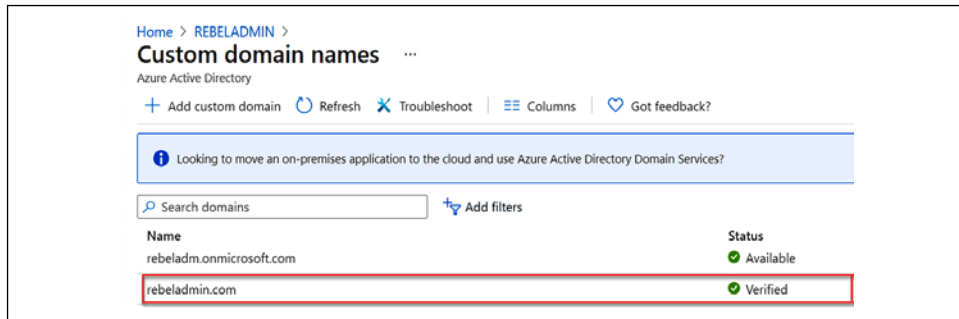 Home > REBELADMIN >
Custom domain names ...
Azure Active Directory
+ Add custom domain Refresh Troubleshoot Columns Got feedback?
Looking to move an on-premises application to the cloud and use Azure Active Directory Domain Services?
Search domains Add filters
Name Status
rebeladm.onmicrosoft.com Available
rebeladmin.com Verified